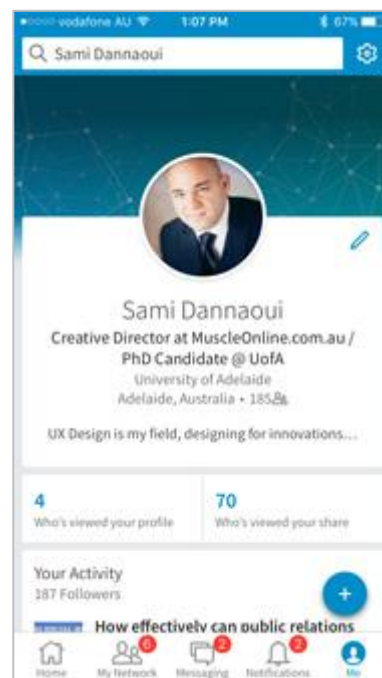 vodafone AU 1:07 PM 67%
Sami Dannaoui
Sami Dannaoui
Creative Director at MuscleOnline.com.au /
PhD Candidate @ UofA
University of Adelaide
Adelaide, Australia • 185
UX Design is my field, designing for innovations...
4
Who's viewed your profile
70
Who's viewed your share
Your Activity
187 Followers
+
How effectively can public relations
6 2 2
Home My Network Messaging Notifications Me